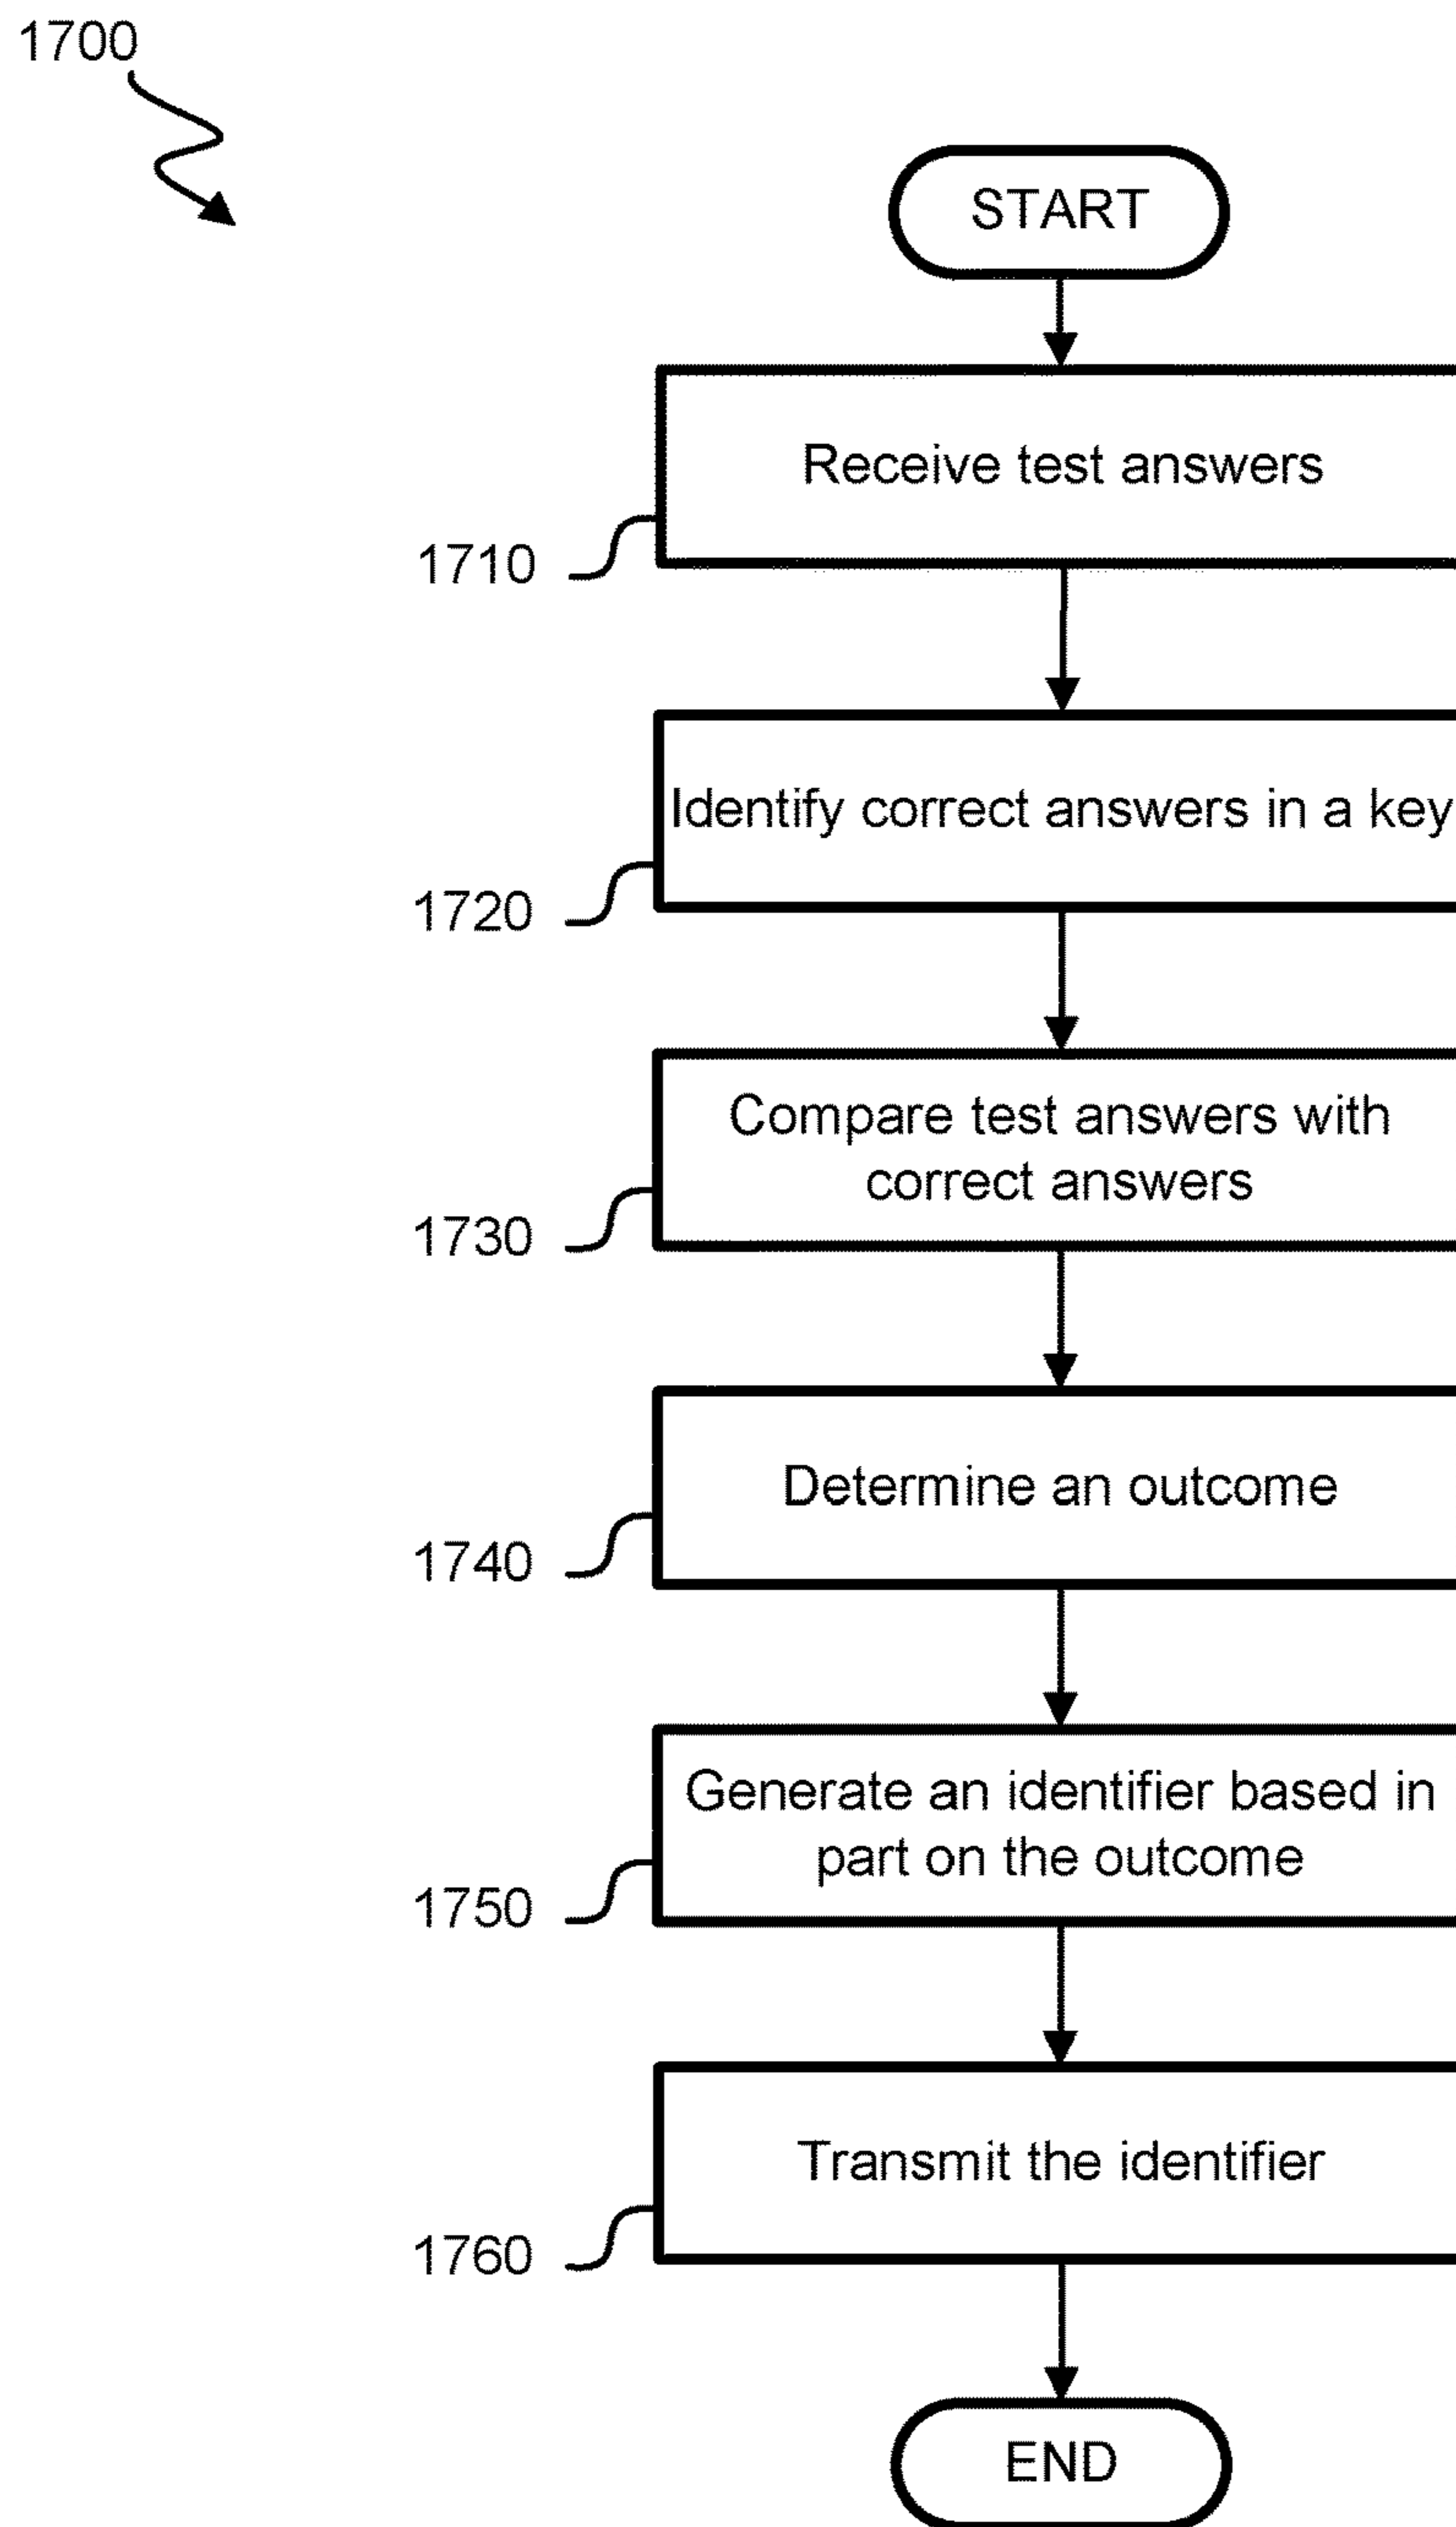 1700
START
Receive test answers
1710
Identify correct answers in a key
1720
Compare test answers with
correct answers
1730
Determine an outcome
1740
Generate an identifier based in
part on the outcome
1750
Transmit the identifier
1760
END